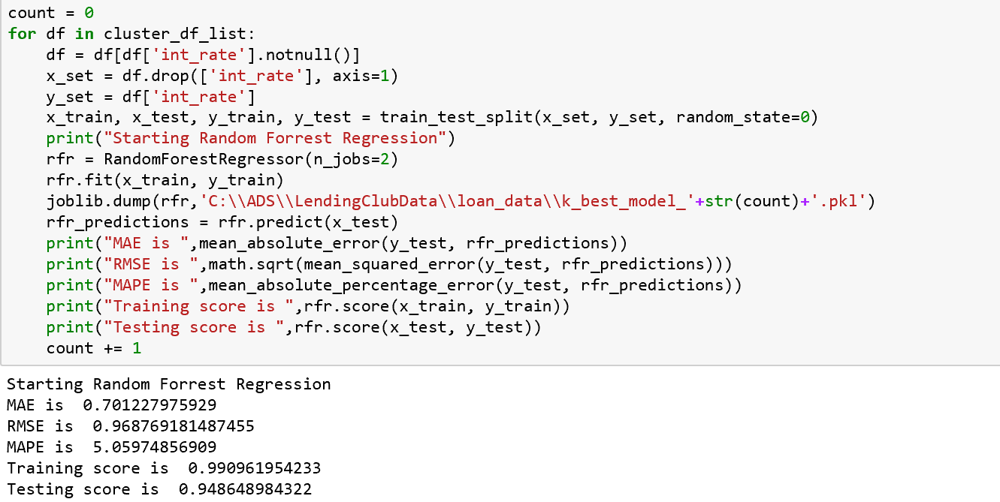 count = 0
for df in cluster_df_list:
    df = df[df['int_rate'].notnull()]
    x_set = df.drop(['int_rate'], axis=1)
    y_set = df['int_rate']
    x_train, x_test, y_train, y_test = train_test_split(x_set, y_set, random_state=0)
    print("Starting Random Forrest Regression")
    rfr = RandomForestRegressor(n_jobs=2)
    rfr.fit(x_train, y_train)
    joblib.dump(rfr,'C:\\ADS\\LendingClubData\\loan_data\\k_best_model_'+str(count)+'.pkl')
    rfr_predictions = rfr.predict(x_test)
    print("MAE is ",mean_absolute_error(y_test, rfr_predictions))
    print("RMSE is ",math.sqrt(mean_squared_error(y_test, rfr_predictions)))
    print("MAPE is ",mean_absolute_percentage_error(y_test, rfr_predictions))
    print("Training score is ",rfr.score(x_train, y_train))
    print("Testing score is ",rfr.score(x_test, y_test))
    count += 1
Starting Random Forrest Regression
MAE is  0.701227975929
RMSE is  0.968769181487455
MAPE is  5.05974856909
Training score is  0.990961954233
Testing score is  0.948648984322